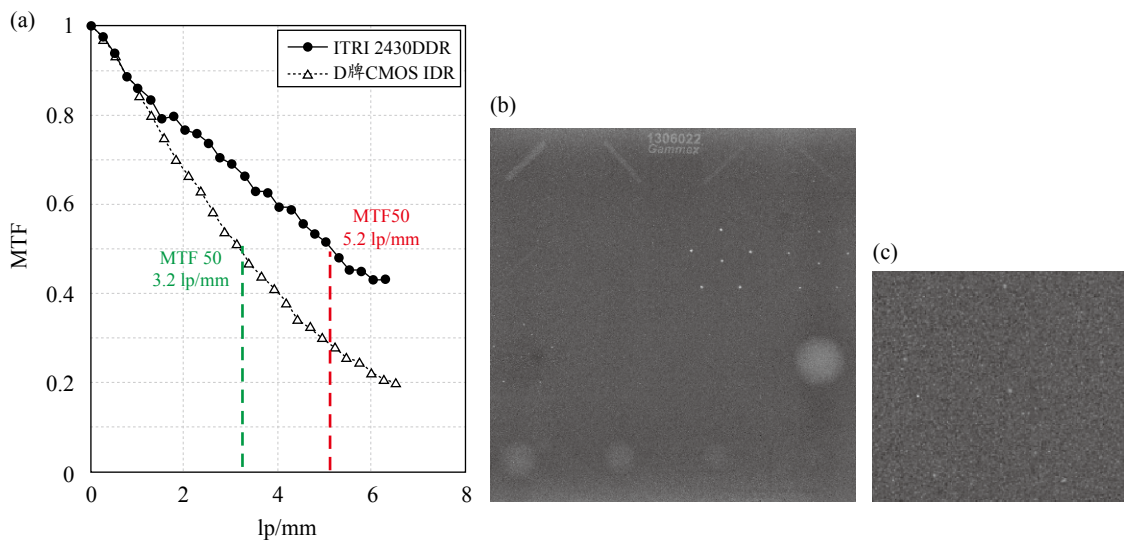 (a)
1
0.8
0.6
0.4
0.2
0
MTF
0
2
4
6
8
lp/mm
ITRI 2430DDR
D牌CMOS IDR
MTF50
5.2 lp/mm
MTF 50
3.2 lp/mm
(b)
1306022
Gammex
(c)